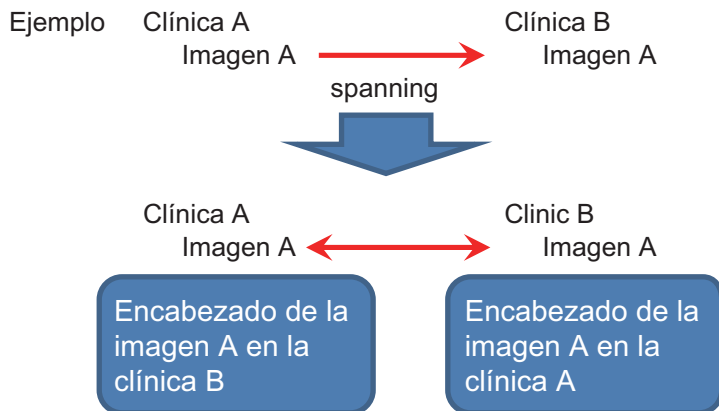 Ejemplo Clínica A Clínica B
Imagen A Imagen A
spanning
Clínica A Clinic B
Imagen A Imagen A
Encabezado de la
imagen A en la
clínica B
Encabezado de la
imagen A en la
clínica A